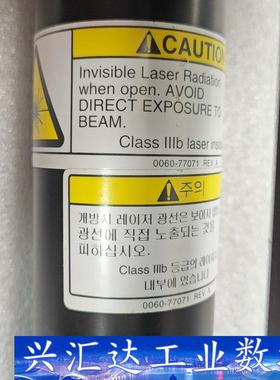 CAUTION
Invisible Laser Radiation
when open. AVOID
DIRECT EXPOSURE TO
BEAM.
Class IIIb laser inside
0060-77071 REV A
주의
개방시 레이저 광선은 보이지
광선에 직접 노출되는 것을
피하십시오.
Class IIIb 등급의
내부에 있습니다
0060-77071 REV A
兴汇达工业数